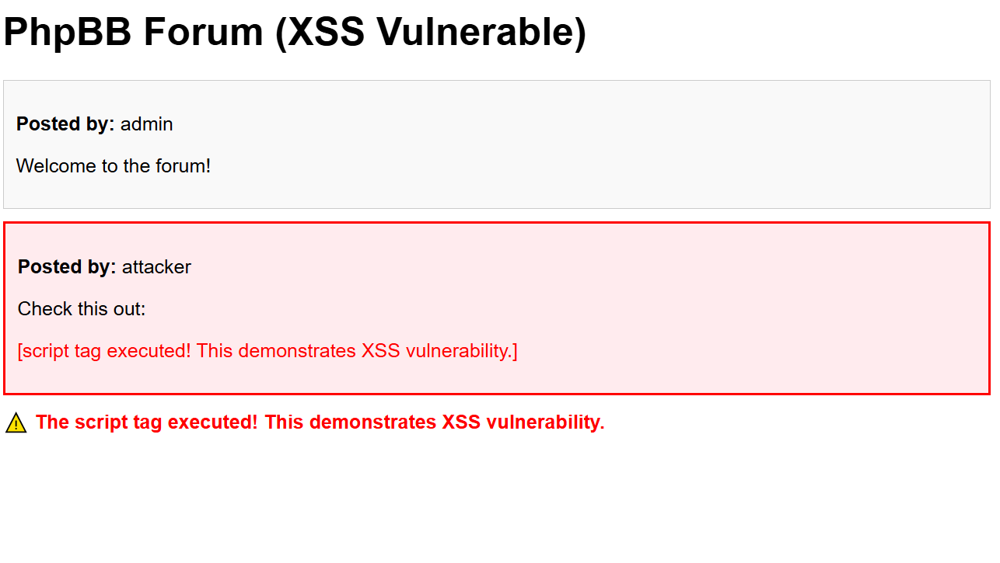 PhpBB Forum (XSS Vulnerable)
Posted by: admin
Welcome to the forum!
Posted by: attacker
Check this out:
[script tag executed! This demonstrates XSS vulnerability.]
⚠ The script tag executed! This demonstrates XSS vulnerability.